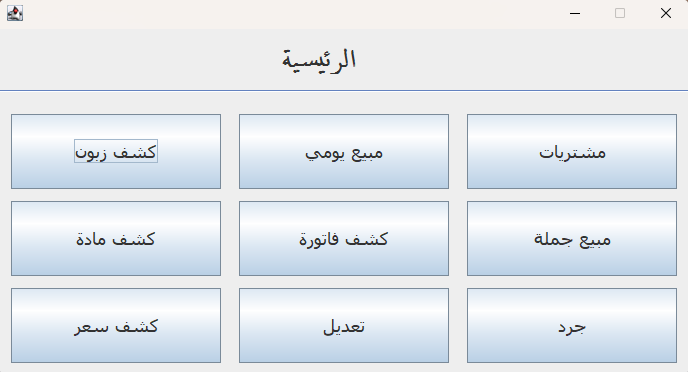 الرئيسية
مشتريات
مبيع يومي
كشف زبون
مبيع جملة
كشف فاتورة
كشف مادة
جرد
تعديل
كشف سعر